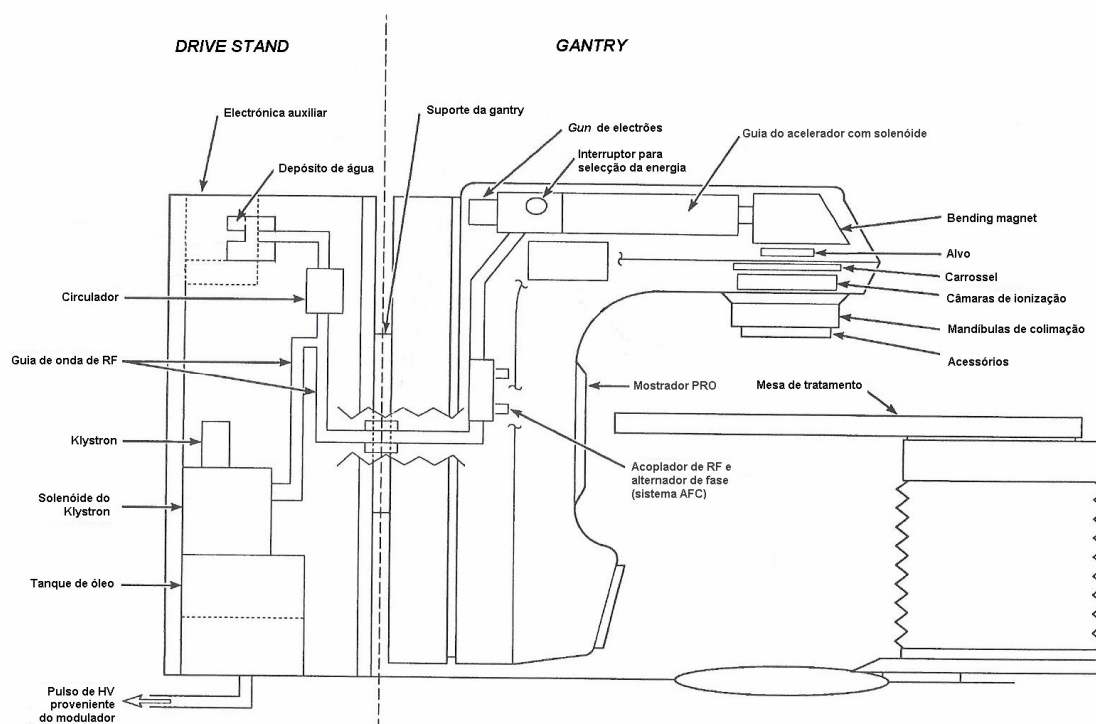 DRIVE STAND
GANTRY
Electrónica auxiliar
Suporte da gantry
Gun de electrões
Guia do acelerador com solenóide
Depósito de água
Interruptor para
selecção da energia
Bending magnet
Alvo
Carrossel
Circulador
Câmaras de ionização
Mandíbulas de colimação
Guia de onda de RF
Acessórios
Mostrador PRO
Mesa de tratamento
Klystron
Acoplador de RF e
alternador de fase
(sistema AFC)
Solenóide do
Klystron
Tanque de óleo
Pulso de HV
proveniente
do modulador